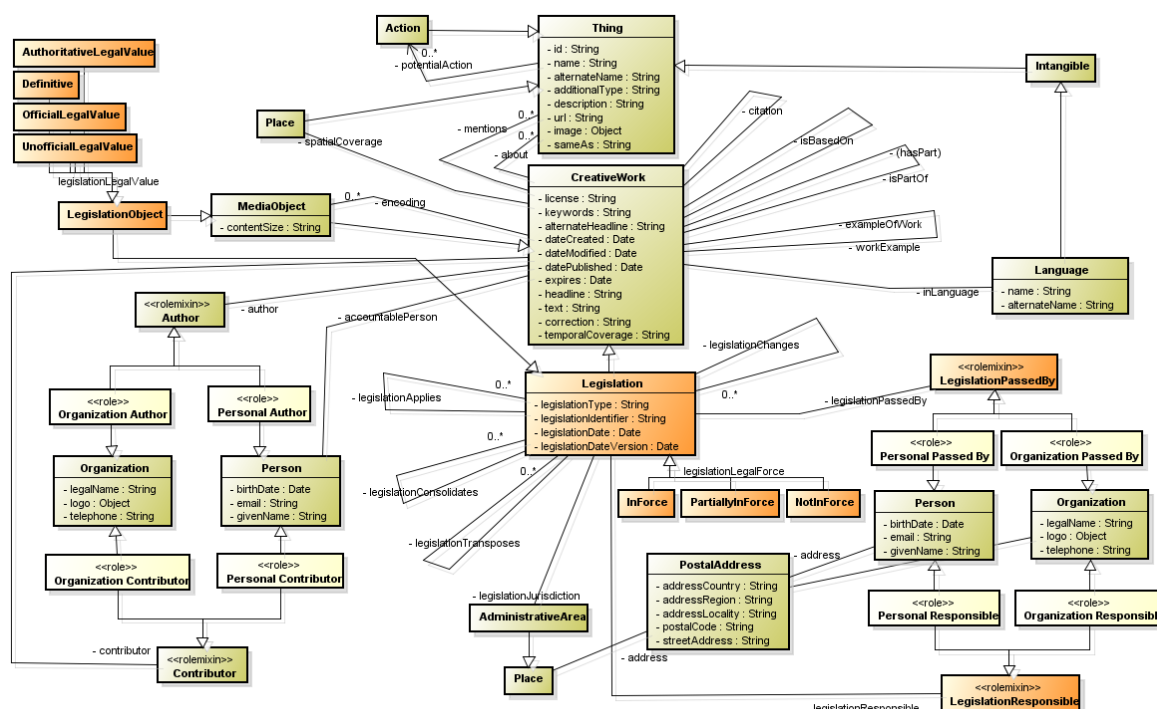 Action
Thing
- id : String
- name : String
- alternateName : String
- additionalType : String
- description : String
- url : String
- image : Object
- sameAs : String
0..*
- potentialAction
Intangible
AuthoritativeLegalValue
Definitive
OfficialLegalValue
UnofficialLegalValue
legislationLegalValue
LegislationObject
Place
- spatialCoverage
- mentions
0..*
0..*
- about
- citation
- isBasedOn
- (hasPart)
- isPartOf
- exampleOfWork
- workExample
MediaObject
- contentSize : String
0..*
- encoding
CreativeWork
- license : String
- keywords : String
- alternateHeadline : String
- dateCreated : Date
- dateModified : Date
- datePublished : Date
- expires : Date
- headline : String
- text : String
- correction : String
- temporalCoverage : String
Language
- name : String
- alternateName : String
- inLanguage
<<rolemixin>>
Author
- author
- accountablePerson
<<role>>
Organization Author
<<role>>
Personal Author
Organization
- legalName : String
- logo : Object
- telephone : String
Person
- birthDate : Date
- email : String
- givenName : String
<<role>>
Organization Contributor
<<role>>
Personal Contributor
- contributor
<<rolemixin>>
Contributor
Legislation
- legislationType : String
- legislationIdentifier : String
- legislationDate : Date
- legislationDateVersion : Date
- legislationChanges
0..*
0..*
- legislationApplies
0..*
- legislationConsolidates
0..*
- legislationTransposes
- legislationPassedBy
legislationLegalForce
InForce
PartiallyInForce
NotInForce
<<rolemixin>>
LegislationPassedBy
<<role>>
Personal Passed By
<<role>>
Organization Passed By
Person
- birthDate : Date
- email : String
- givenName : String
Organization
- legalName : String
- logo : Object
- telephone : String
- address
PostalAddress
- addressCountry : String
- addressRegion : String
- addressLocality : String
- postalCode : String
- streetAddress : String
- address
- legislationJurisdiction
AdministrativeArea
Place
<<role>>
Personal Responsible
<<role>>
Organization Responsible
<<rolemixin>>
LegislationResponsible
legislationResponsible